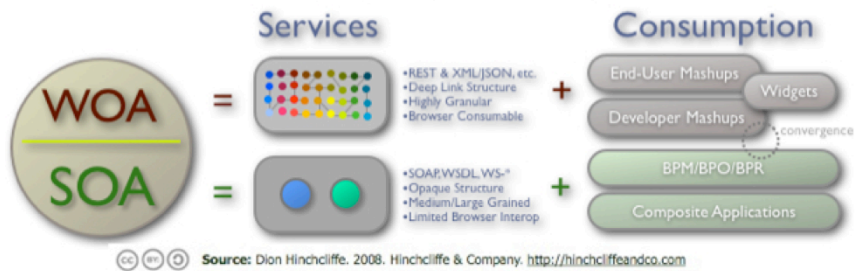 Services
Consumption
WOA
=
•REST & XML/JSON, etc.
•Deep Link Structure
•Highly Granular
•Browser Consumable
+
End-User Mashups
Widgets
Developer Mashups
convergence
SOA
=
•SOAP,WSDL,WS-*
•Opaque Structure
•Medium/Large Grained
•Limited Browser Interop
+
BPM/BPO/BPR
Composite Applications
cc BY:
Source: Dion Hinchcliffe. 2008. Hinchcliffe & Company. http://hinchcliffeandco.com